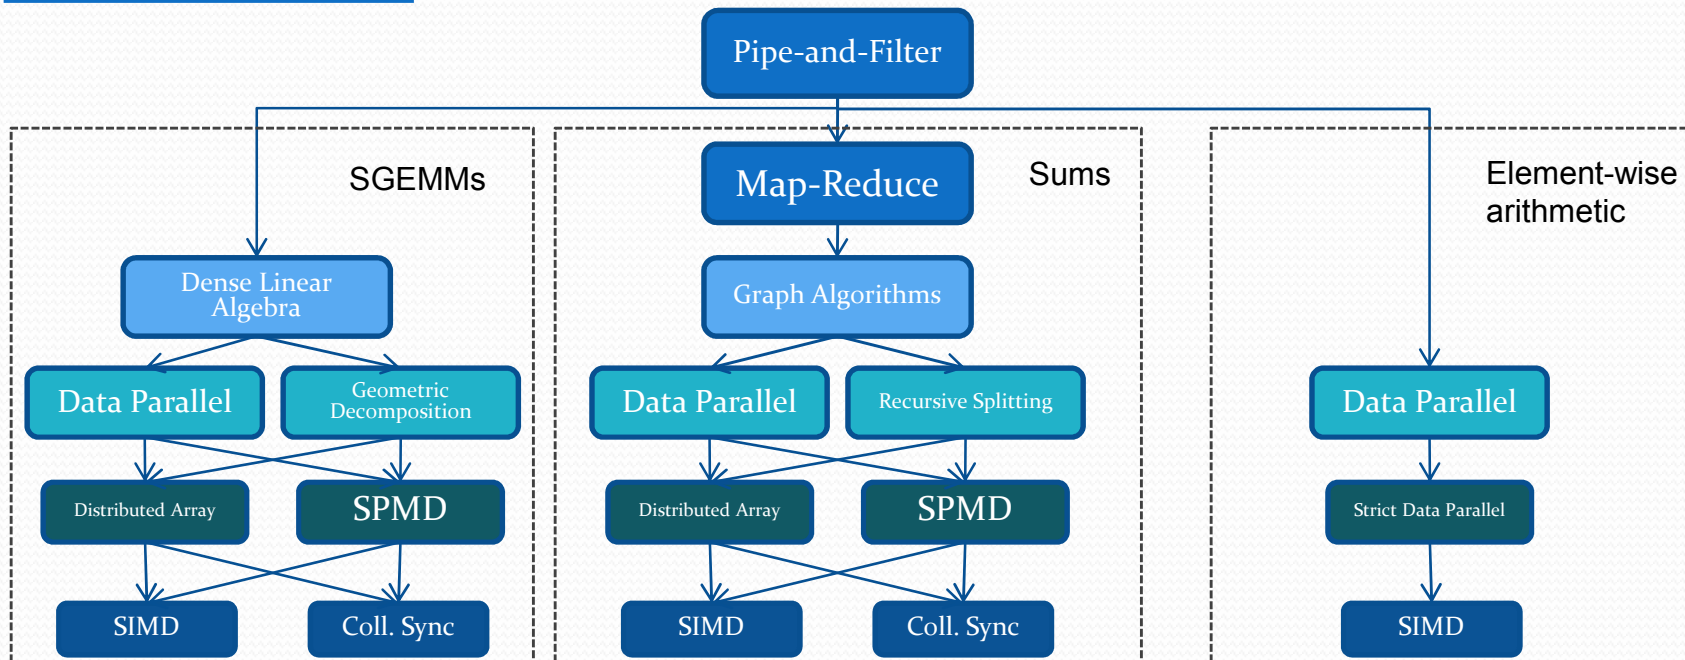 Pipe-and-Filter
SGEMMs
Map-Reduce
Sums
Element-wise
arithmetic
Dense Linear
Algebra
Graph Algorithms
Data Parallel
Geometric
Decomposition
Data Parallel
Recursive Splitting
Data Parallel
Distributed Array
SPMD
Distributed Array
SPMD
Strict Data Parallel
SIMD
Coll. Sync
SIMD
Coll. Sync
SIMD